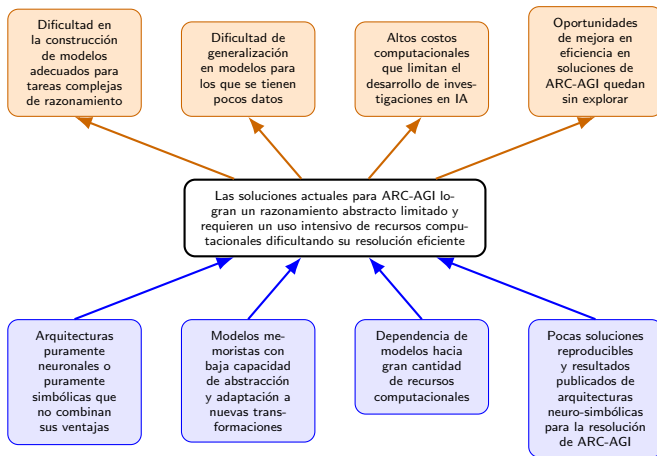 Dificultad en
la construcción
de modelos
adecuados para
tareas complejas
de razonamiento
Dificultad de
generalización
en modelos para
los que se tienen
pocos datos
Altos costos
computacionales
que limitan el
desarrollo de inves-
tigaciones en IA
Oportunidades
de mejora en
eficiencia en
soluciones de
ARC-AGI quedan
sin explorar
Las soluciones actuales para ARC-AGI lo-
gran un razonamiento abstracto limitado y
requieren un uso intensivo de recursos compu-
tacionales dificultando su resolución eficiente
Arquitecturas
puramente
neuronales o
puramente
simbólicas que
no combinan
sus ventajas
Modelos me-
moristas con
baja capacidad
de abstracción
y adaptación a
nuevas trans-
formaciones
Dependencia de
modelos hacia
gran cantidad
de recursos
computacionales
Pocas soluciones
reproducibles
y resultados
publicados de
arquitecturas
neuro-simbólicas
para la resolución
de ARC-AGI